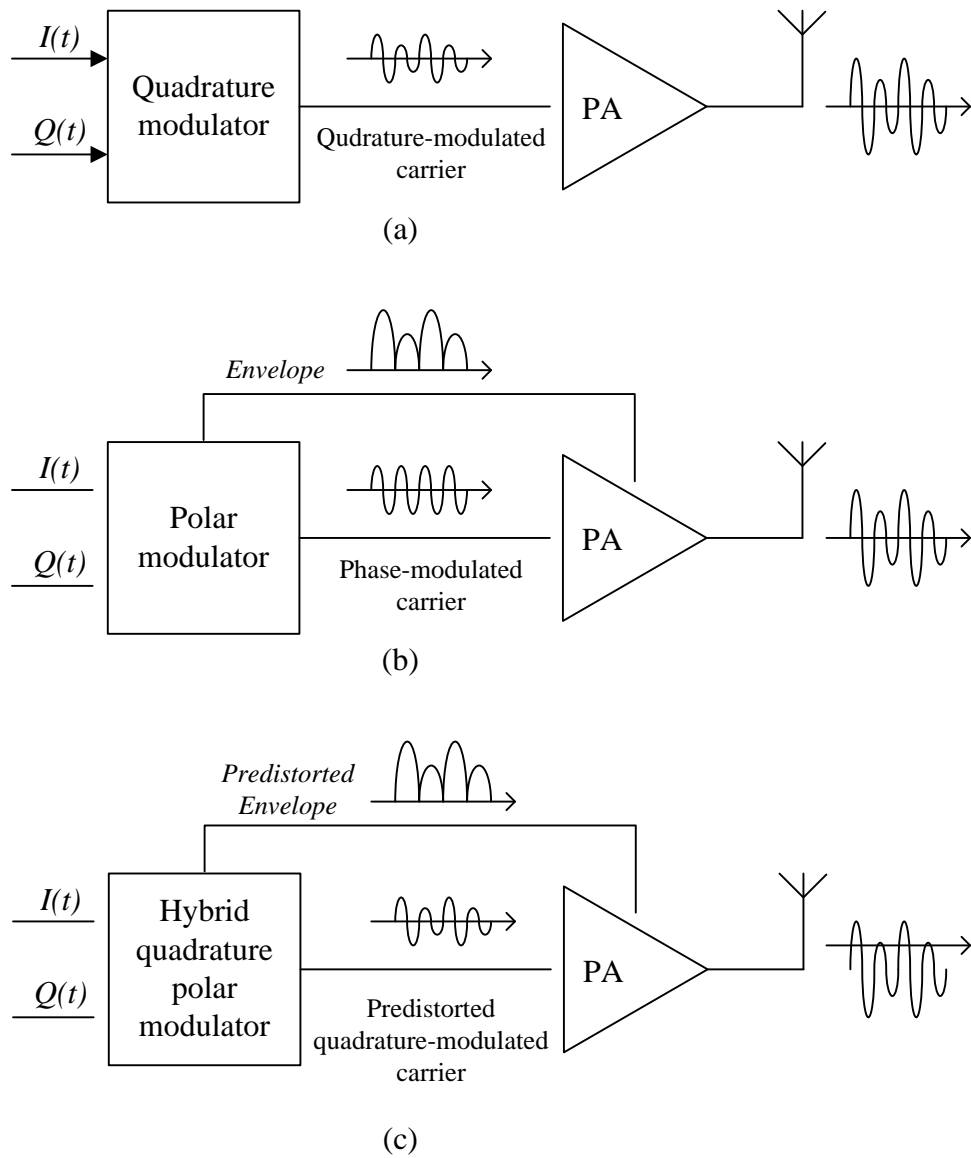 I(t)
Q(t)
Quadrature
modulator
Qudrature-modulated
carrier
PA
(a)
Envelope
I(t)
Q(t)
Polar
modulator
Phase-modulated
carrier
PA
(b)
Predistorted
Envelope
I(t)
Q(t)
Hybrid
quadrature
polar
modulator
Predistorted
quadrature-modulated
carrier
PA
(c)